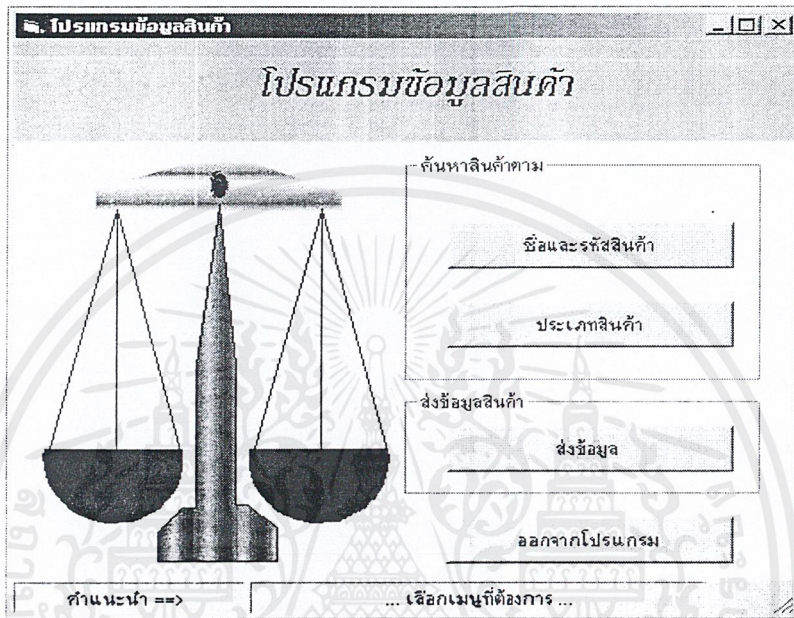 โปรแกรมข้อมูลสินค้า
โปรแกรมข้อมูลสินค้า
ค้นหาสินค้าตาม
ชื่อและรหัสสินค้า
ประเภทสินค้า
ส่งข้อมูลสินค้า
ส่งข้อมูล
ออกจากโปรแกรม
คำแนะนำ ==>
... เลือกเมนูที่ต้องการ ...